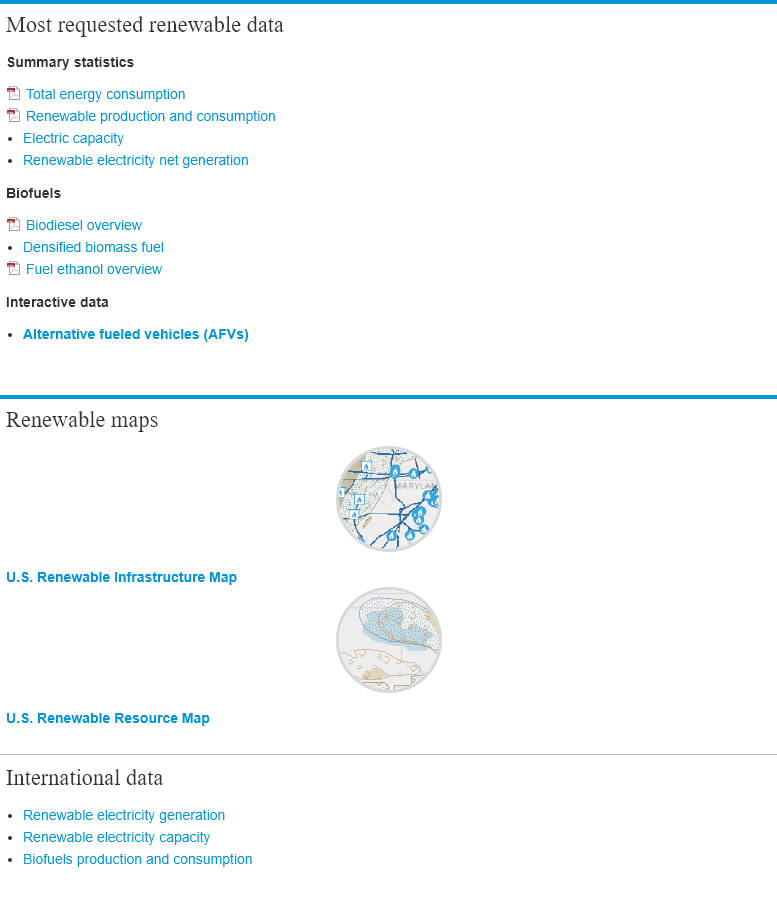 Most requested renewable data
Summary statistics
Total energy consumption
Renewable production and consumption
Electric capacity
Renewable electricity net generation
Biofuels
Biodiesel overview
Densified biomass fuel
Fuel ethanol overview
Interactive data
Alternative fueled vehicles (AFVs)
Renewable maps
MARYLAN
U.S. Renewable Infrastructure Map
U.S. Renewable Resource Map
International data
Renewable electricity generation
Renewable electricity capacity
Biofuels production and consumption